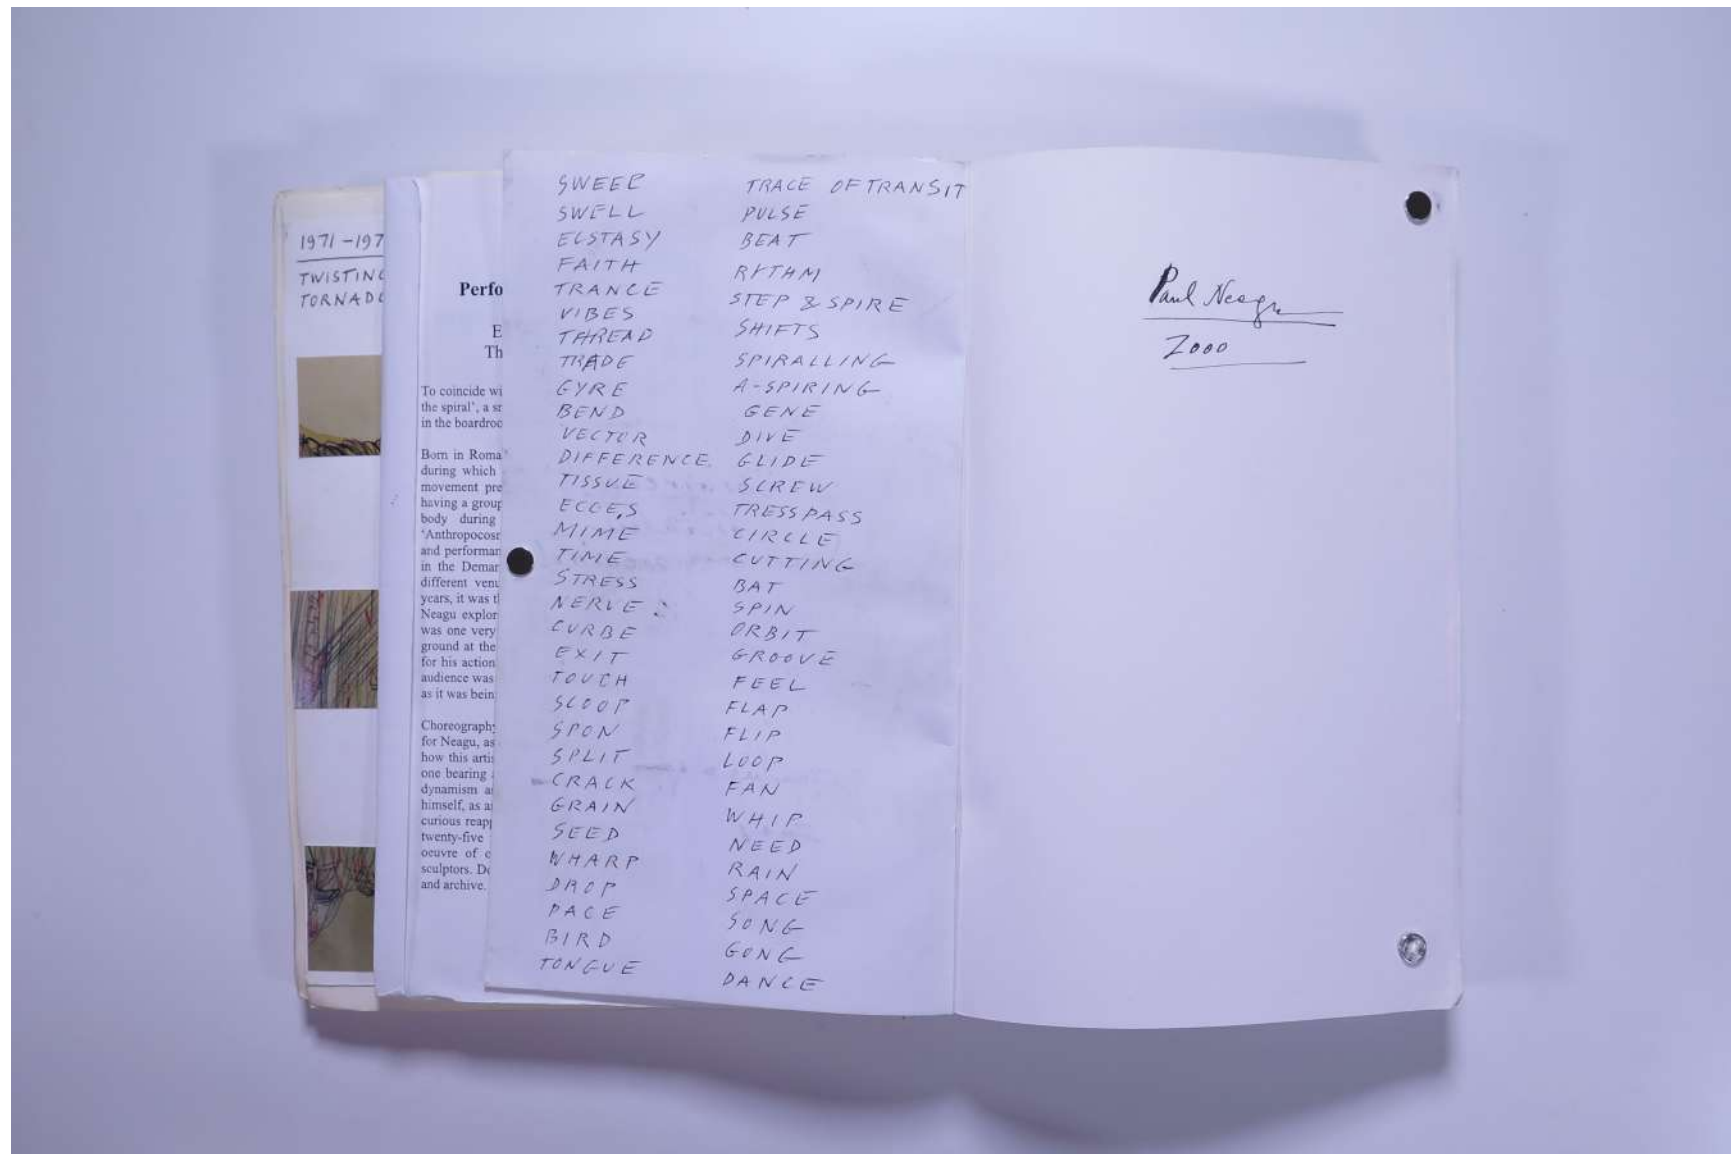 1971-197
TWISTING
TORNADO
Perfo
E
Th
To coincide wi
the spiral', a sr
in the boardroo
Born in Roma
during which
movement pre
having a group
body during
'Anthropocosr
and performan
in the Demar
different venu
years, it was tl
Neagu explor
was one very
ground at the
for his action
audience was
as it was bein
Choreography
for Neagu, as
how this artis
one bearing
dynamism a
himself, as a
curious reapp
twenty-five
oeuvre of c
sculptors. De
and archive.
SWEEP
SWELL
ECSTASY
FAITH
TRANCE
VIBES
THREAD
TRADE
GYRE
BEND
VECTOR
DIFFERENCE
TISSUE
MIME
TIME
STRESS
NERVE
CURBE
EXIT
TOUCH
SCOOP
SPON
SPLIT
CRACK
GRAIN
SEED
WHARP
DROP
PACE
BIRD
TONGUE
TRACE OF TRANSIT
PULSE
BEAT
RYTHM
STEP & SPIRE
SHIFTS
SPIRALLING
A-SPIRING
GENE
DIVE
GLIDE
SCREW
TRESSPASS
CIRCLE
CUTTING
BAT
SPIN
ORBIT
GROOVE
FEEL
FLAP
FLIP
LOOP
FAN
WHIP
NEED
RAIN
SPACE
SONG
GONG
DANCE
Paul Neagu
2000